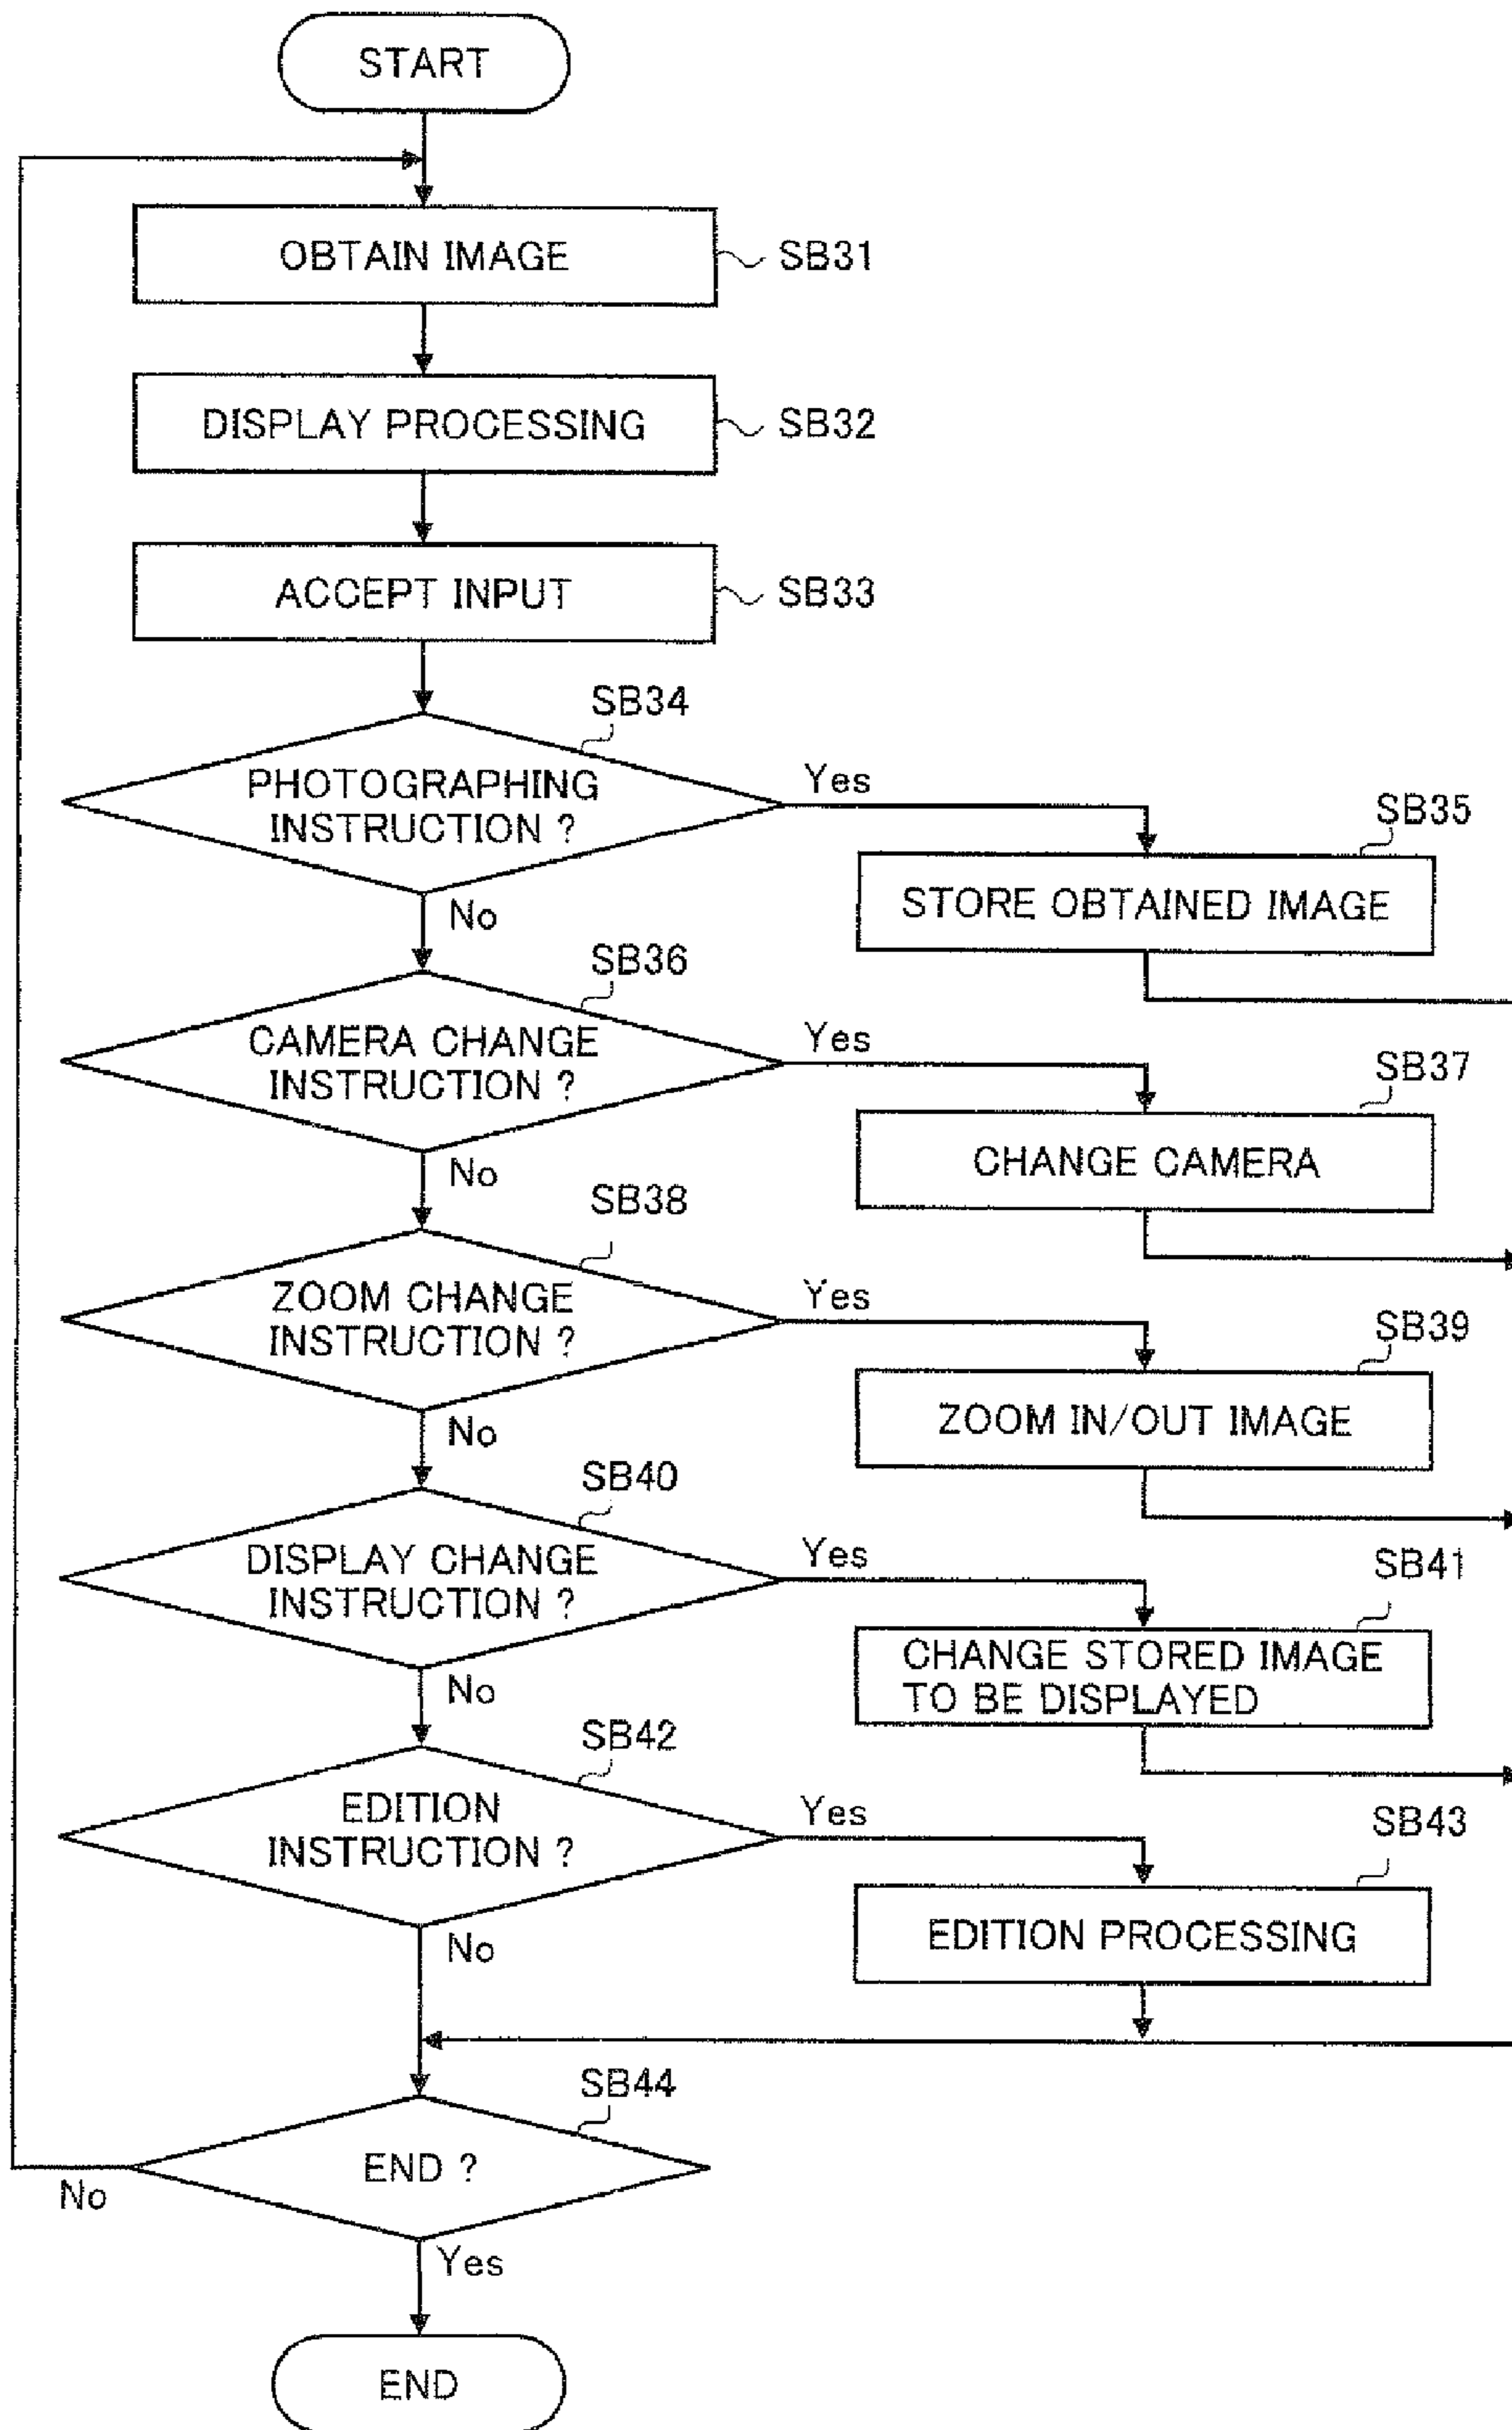 START
OBTAIN IMAGE
SB31
DISPLAY PROCESSING
SB32
ACCEPT INPUT
SB33
SB34
PHOTOGRAPHING
INSTRUCTION ?
Yes
No
SB35
STORE OBTAINED IMAGE
SB36
CAMERA CHANGE
INSTRUCTION ?
Yes
No
SB37
CHANGE CAMERA
SB38
ZOOM CHANGE
INSTRUCTION ?
Yes
No
SB39
ZOOM IN/OUT IMAGE
SB40
DISPLAY CHANGE
INSTRUCTION ?
Yes
No
SB41
CHANGE STORED IMAGE
TO BE DISPLAYED
SB42
EDITION
INSTRUCTION ?
Yes
No
SB43
EDITION PROCESSING
SB44
END ?
No
Yes
END